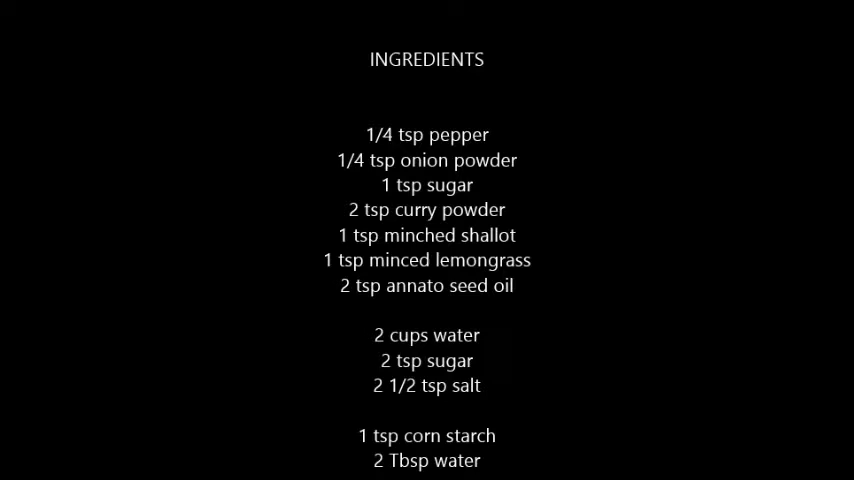 INGREDIENTS
1/4 tsp pepper
1/4 tsp onion powder
1 tsp sugar
2 tsp curry powder
1 tsp minched shallot
1 tsp minced lemongrass
2 tsp annato seed oil
2 cups water
2 tsp sugar
2 1/2 tsp salt
1 tsp corn starch
2 Tbsp water